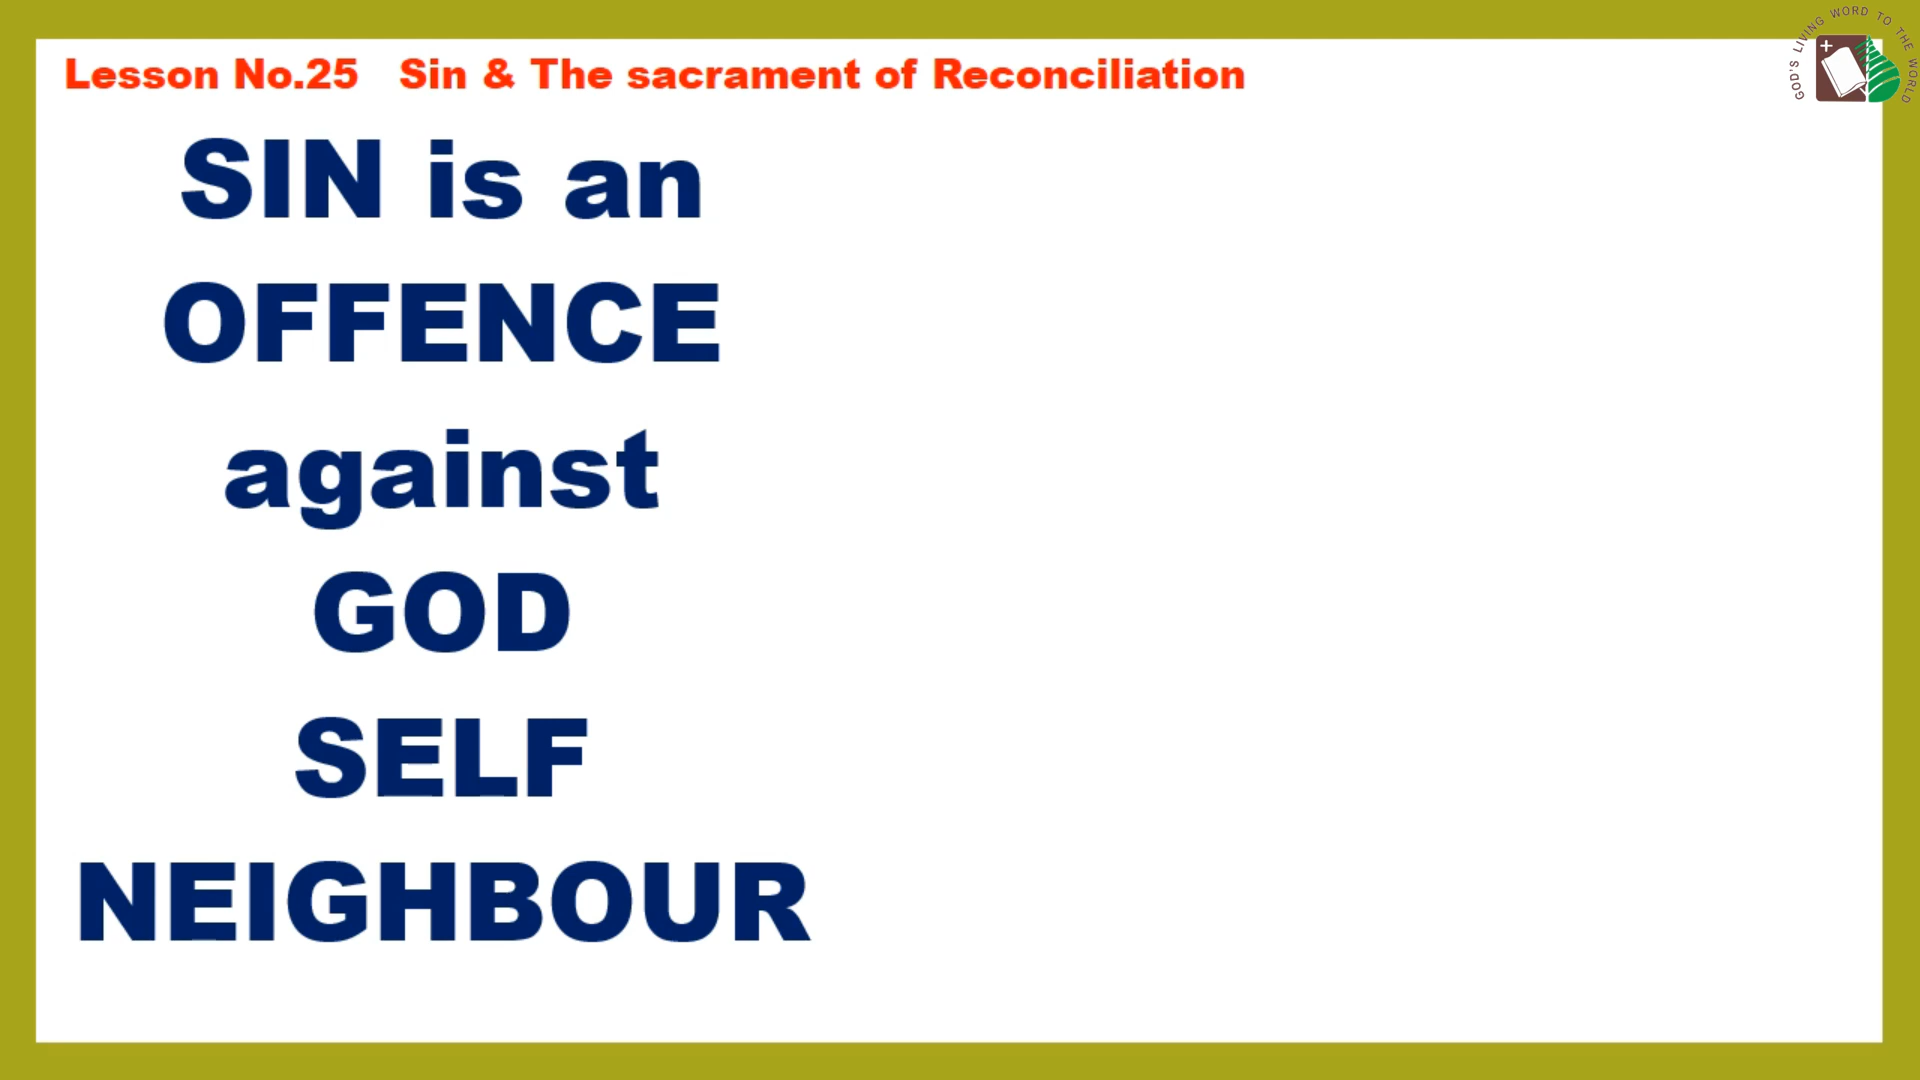 Lesson No.25 Sin & The sacrament of Reconciliation
GOD'S LIVING WORD TO THE WORLD
SIN is an
OFFENCE
against
GOD
SELF
NEIGHBOUR